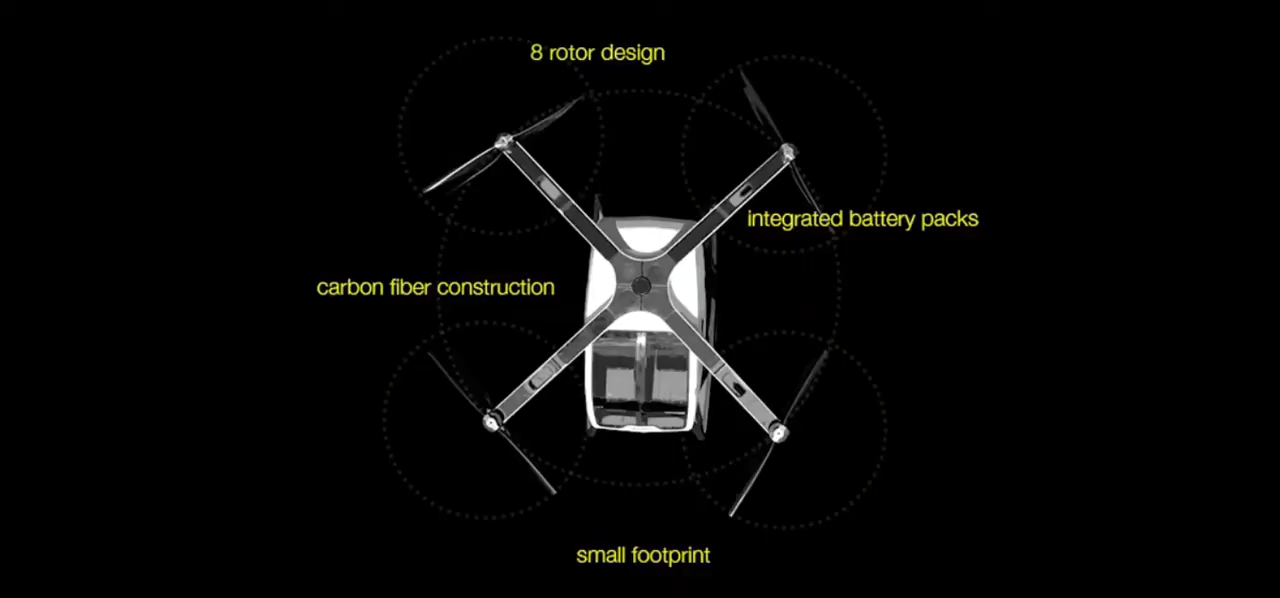 8 rotor design
integrated battery packs
carbon fiber construction
small footprint